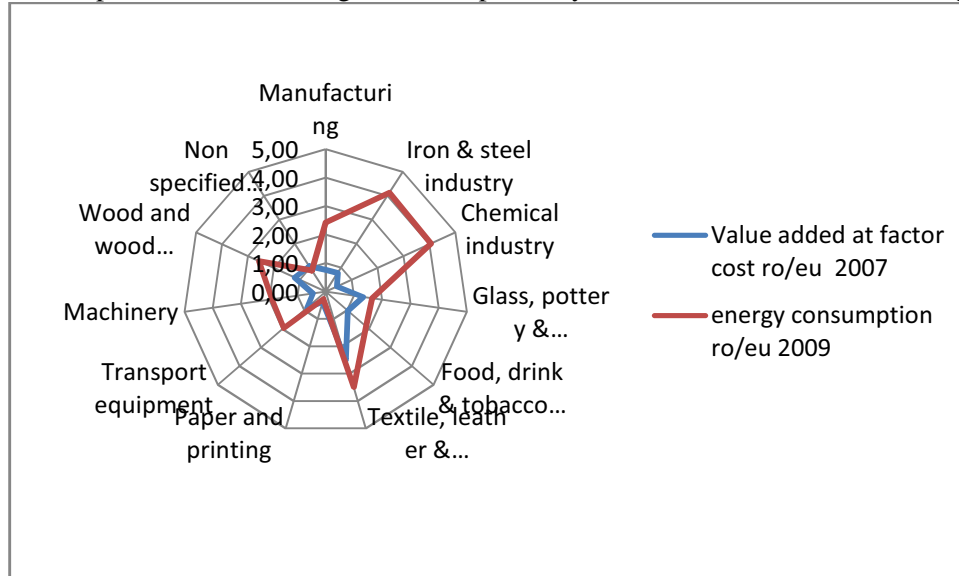 Manufacturi
ng
Iron & steel
industry
Chemical
industry
Glass, potter
y &...
Food, drink
& tobacco...
Textile, leath
er &...
Paper and
printing
Transport
equipment
Machinery
Wood and
wood...
Non
specified...
5,00
4,00
3,00
2,00
1,00
0,00
Value added at factor
cost ro/eu 2007
energy consumption
ro/eu 2009